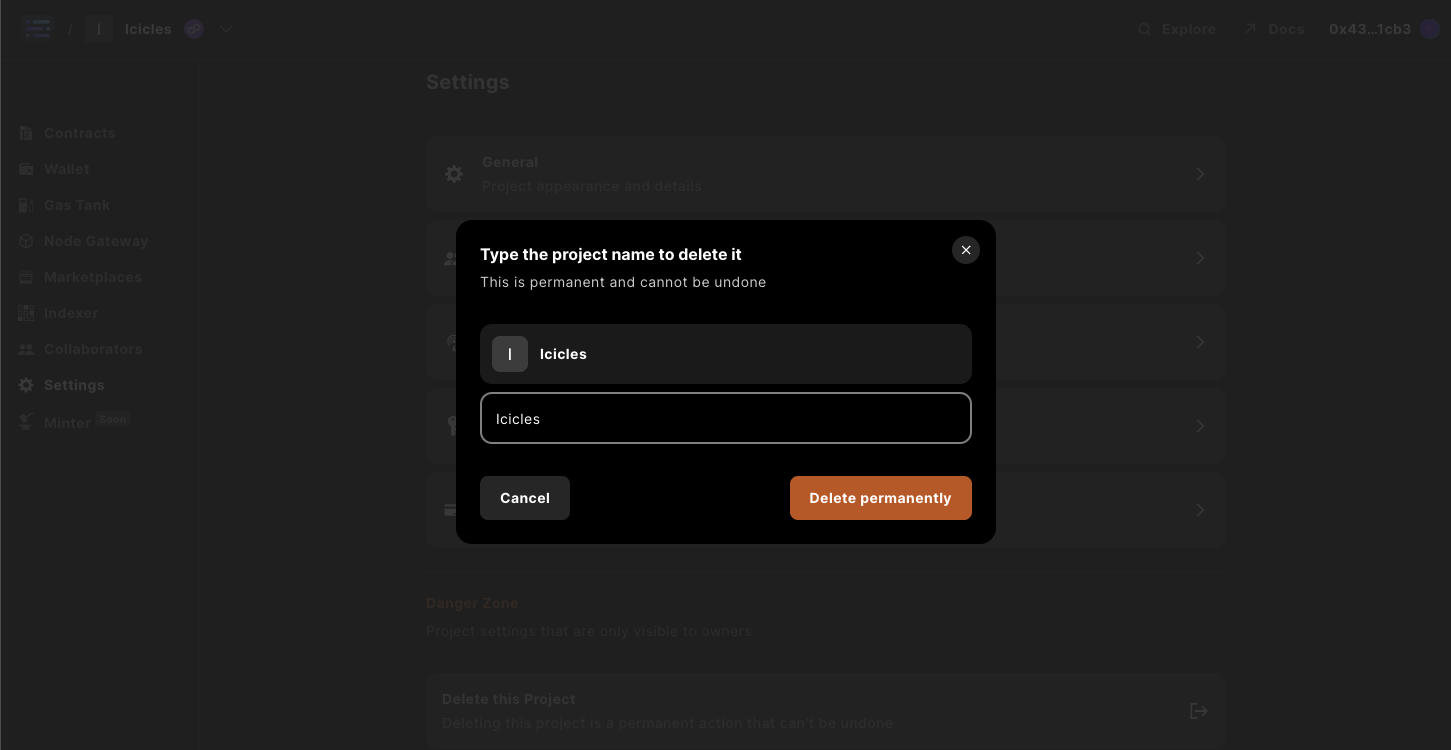 / I Icicles
Explore
Docs
0x43...1cb3
Settings
Contracts
Wallet
Gas Tank
Node Gateway
Marketplaces
Indexer
Collaborators
Settings
Minter Soon
General
Project appearance and details
Type the project name to delete it
This is permanent and cannot be undone
I Icicles
Icicles
Cancel
Delete permanently
Danger Zone
Project settings that are only visible to owners
Delete this Project
Deleting this project is a permanent action that can't be undone